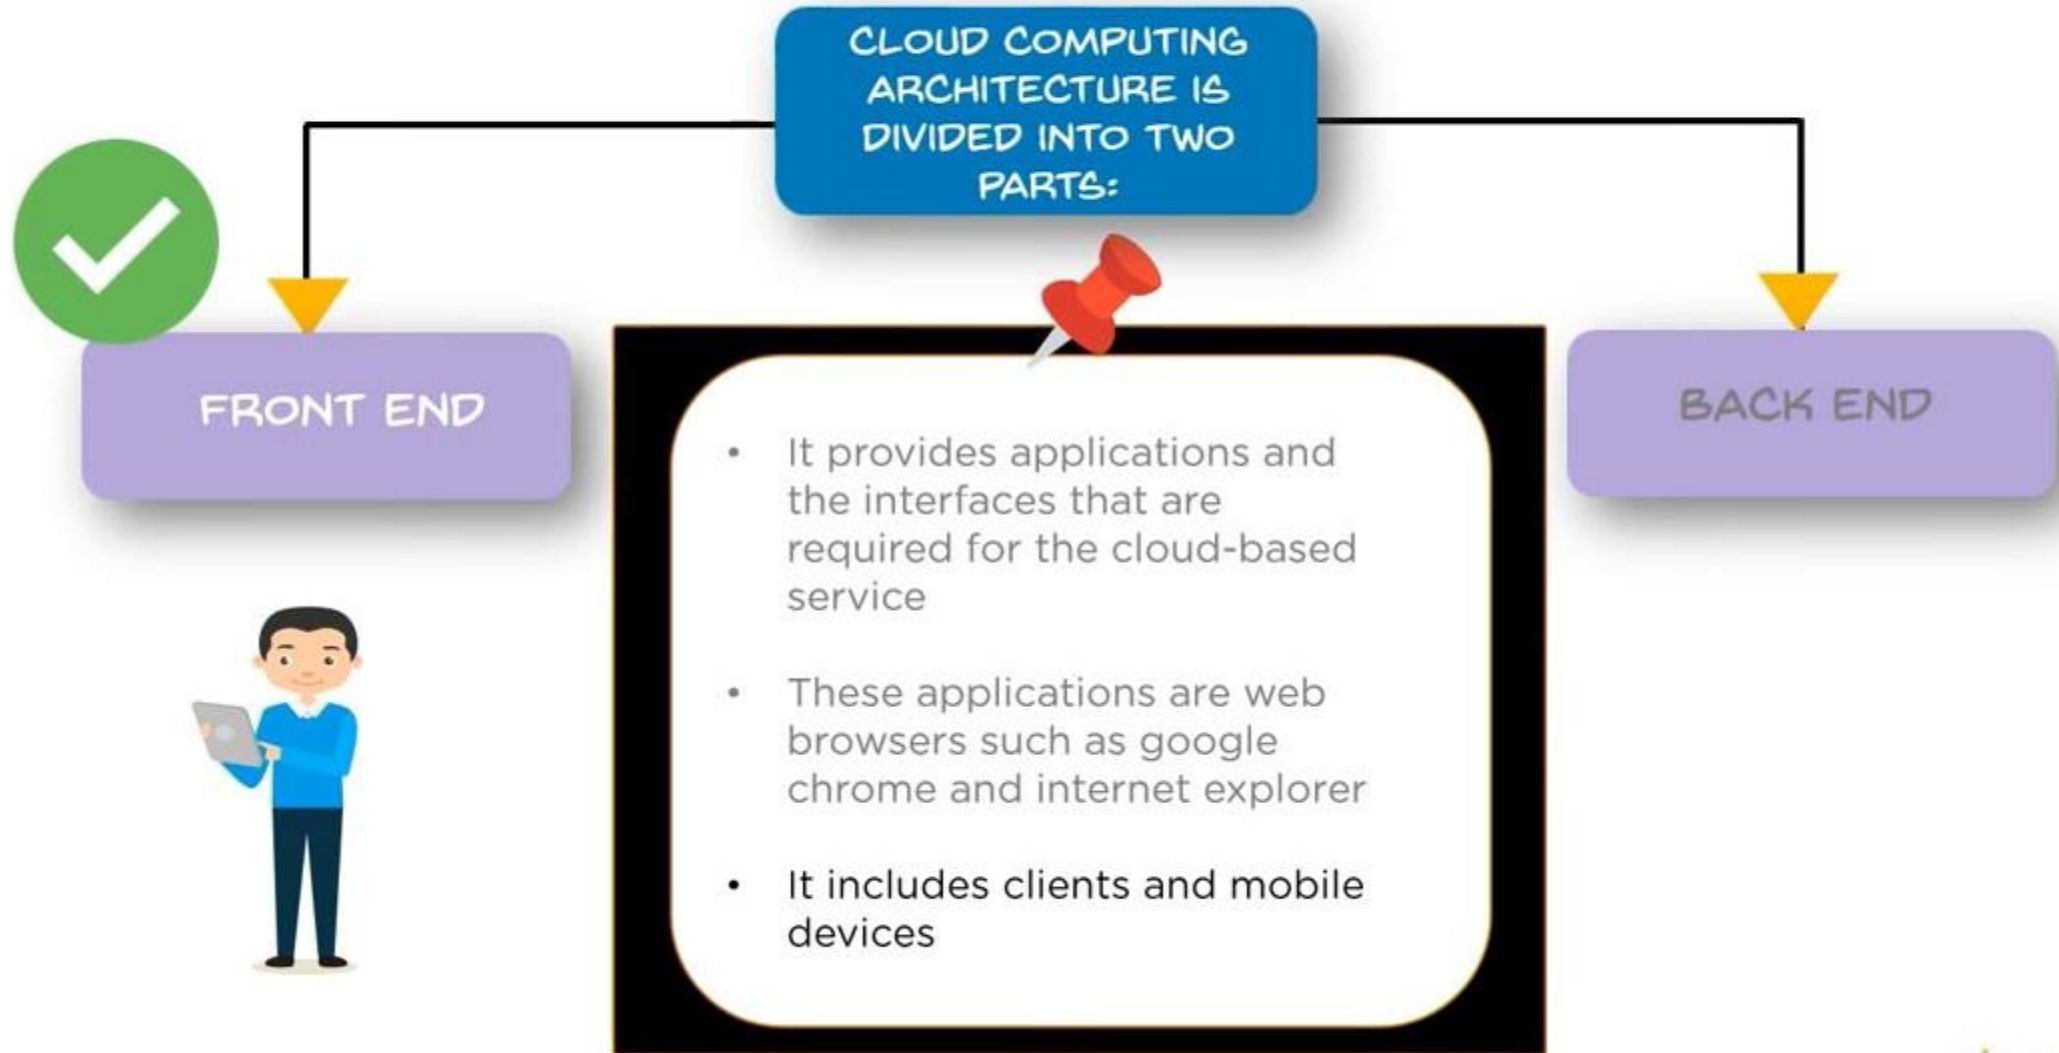 CLOUD COMPUTING
ARCHITECTURE IS
DIVIDED INTO TWO
PARTS:
FRONT END
BACK END
• It provides applications and
the interfaces that are
required for the cloud-based
service
• These applications are web
browsers such as google
chrome and internet explorer
• It includes clients and mobile
devices